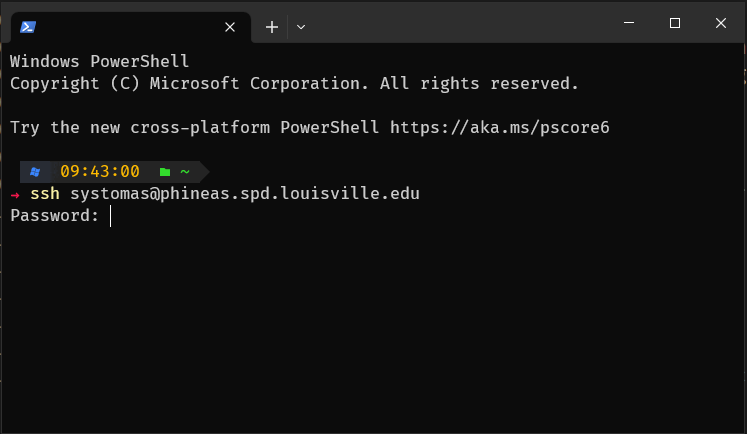 Windows PowerShell
Copyright (C) Microsoft Corporation. All rights reserved.
Try the new cross-platform PowerShell https://aka.ms/pscore6
09:43:00 ~
→ ssh systomas@phineas.spd.louisville.edu
Password: